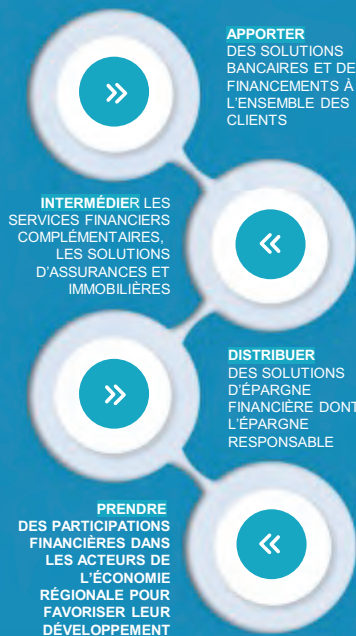 APPORTER
DES SOLUTIONS
BANCAIRES ET DE
FINANCEMENTS À
L'ENSEMBLE DES
CLIENTS
INTERMÉDIER LES
SERVICES FINANCIERS
COMPLÉMENTAIRES,
LES SOLUTIONS
D'ASSURANCES ET
IMMOBILIÈRES
DISTRIBUER
DES SOLUTIONS
D'ÉPARGNE
FINANCIÈRE DONT
L'ÉPARGNE
RESPONSABLE
PRENDRE
DES PARTICIPATIONS
FINANCIÈRES DANS
LES ACTEURS DE
L'ÉCONOMIE
RÉGIONALE POUR
FAVORISER LEUR
DÉVELOPPEMENT